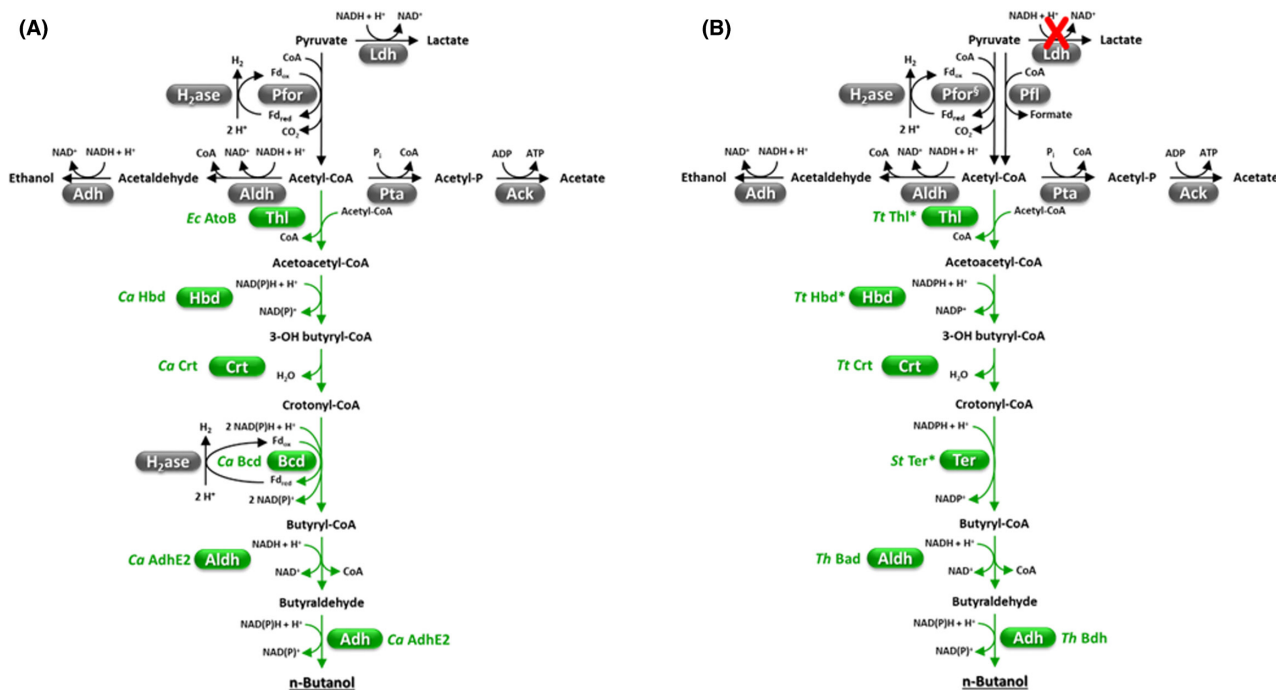 (A)
NADH + H⁺ NAD⁺
Pyruvate Lactate
Ldh
CoA
H₂ Fdₒₓ
H₂ase Pfor
Fd_red
2 H⁺ CO₂
NAD⁺ NADH + H⁺ CoA NAD⁺ NADH + H⁺ Pᵢ CoA ADP ATP
Ethanol Acetaldehyde Acetyl-CoA Acetyl-P Acetate
Adh Aldh Pta Ack
Ec AtoB Thl Acetyl-CoA
CoA
Acetoacetyl-CoA
NAD(P)H + H⁺
Ca Hbd Hbd
NAD(P)⁺
3-OH butyryl-CoA
Ca Crt Crt
H₂O
Crotonyl-CoA
H₂ 2 NAD(P)H + H⁺
Fdₒₓ
H₂ase Ca Bcd Bcd
Fd_red
2 H⁺ 2 NAD(P)⁺
Butyryl-CoA
NADH + H⁺
Ca AdhE2 Aldh
NAD⁺ CoA
Butyraldehyde
NAD(P)H + H⁺
Adh Ca AdhE2
NAD(P)⁺
n-Butanol
(B)
NADH + H⁺ NAD⁺
Pyruvate Lactate
Ldh
CoA CoA
H₂ Fdₒₓ
H₂ase Pfor§ Pfl
Fd_red Formate
2 H⁺ CO₂
NAD⁺ NADH + H⁺ CoA NAD⁺ NADH + H⁺ Pᵢ CoA ADP ATP
Ethanol Acetaldehyde Acetyl-CoA Acetyl-P Acetate
Adh Aldh Pta Ack
Tt Thl* Thl Acetyl-CoA
CoA
Acetoacetyl-CoA
NADPH + H⁺
Tt Hbd* Hbd
NADP⁺
3-OH butyryl-CoA
Tt Crt Crt
H₂O
Crotonyl-CoA
NADPH + H⁺
St Ter* Ter
NADP⁺
Butyryl-CoA
NADH + H⁺
Th Bad Aldh
NAD⁺ CoA
Butyraldehyde
NAD(P)H + H⁺
Adh Th Bdh
NAD(P)⁺
n-Butanol